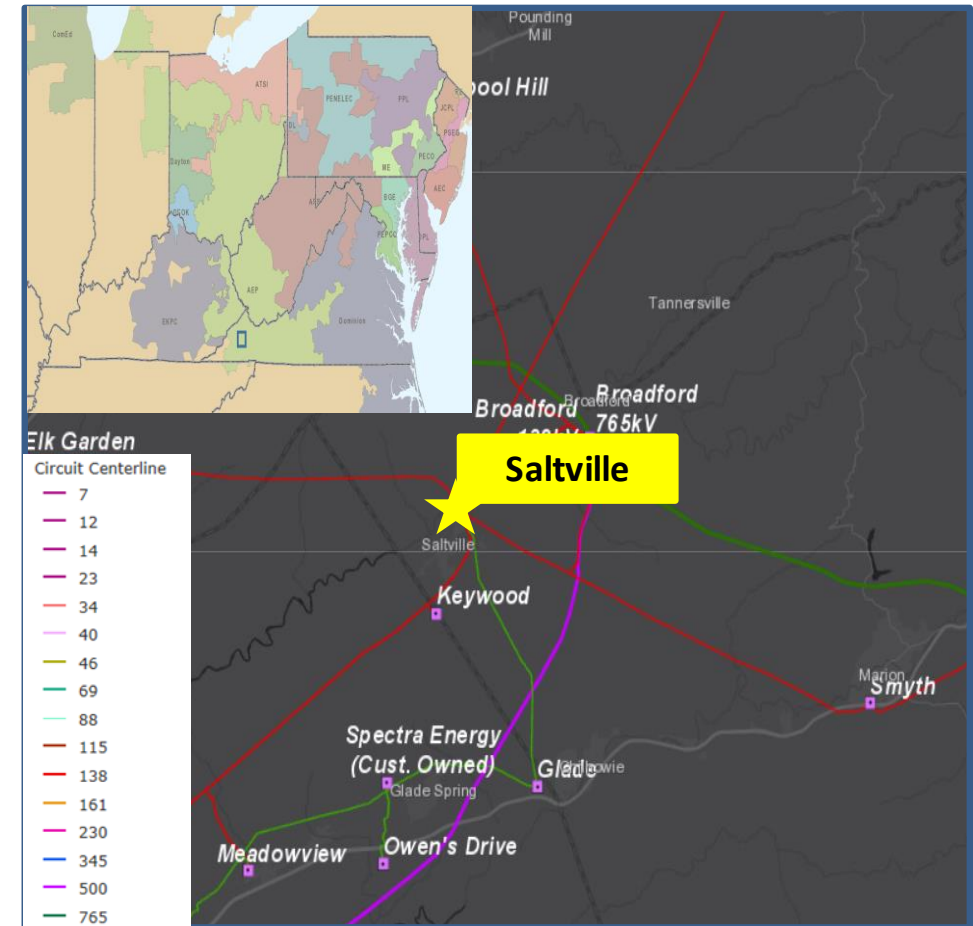 ComEd
ATSI
PENELEC
PPL
JCPL
PSEG
Dayton
ME
PECO
AEC
BGE
PEPCO
DPL
AEP
EKPC
Dominion
Pounding
Mill
Tannersville
Broadford
765kV
Broadford
Broadford
Elk Garden
Saltville
Saltville
Keywood
Marion
Smyth
Spectra Energy
(Cust. Owned)
Glade
Glade Spring
Meadowview
Owen's Drive
Circuit Centerline
7
12
14
23
34
40
46
69
88
115
138
161
230
345
500
765